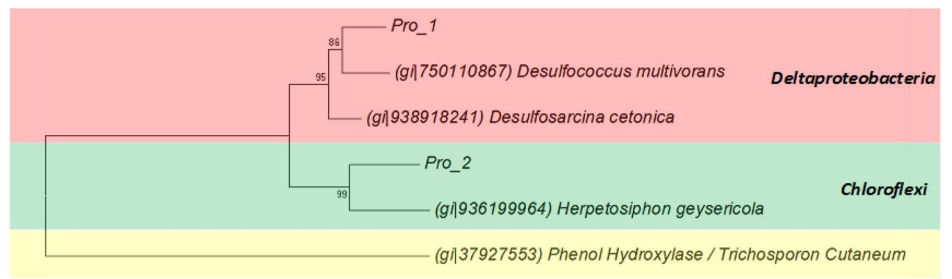 Pro_1
86
(gi|750110867) Desulfococcus multivorans
Deltaproteobacteria
95
(gi|938918241) Desulfosarcina cetonica
Pro_2
Chloroflexi
99
(gi|936199964) Herpetosiphon geysericola
(gi|37927553) Phenol Hydroxylase / Trichosporon Cutaneum